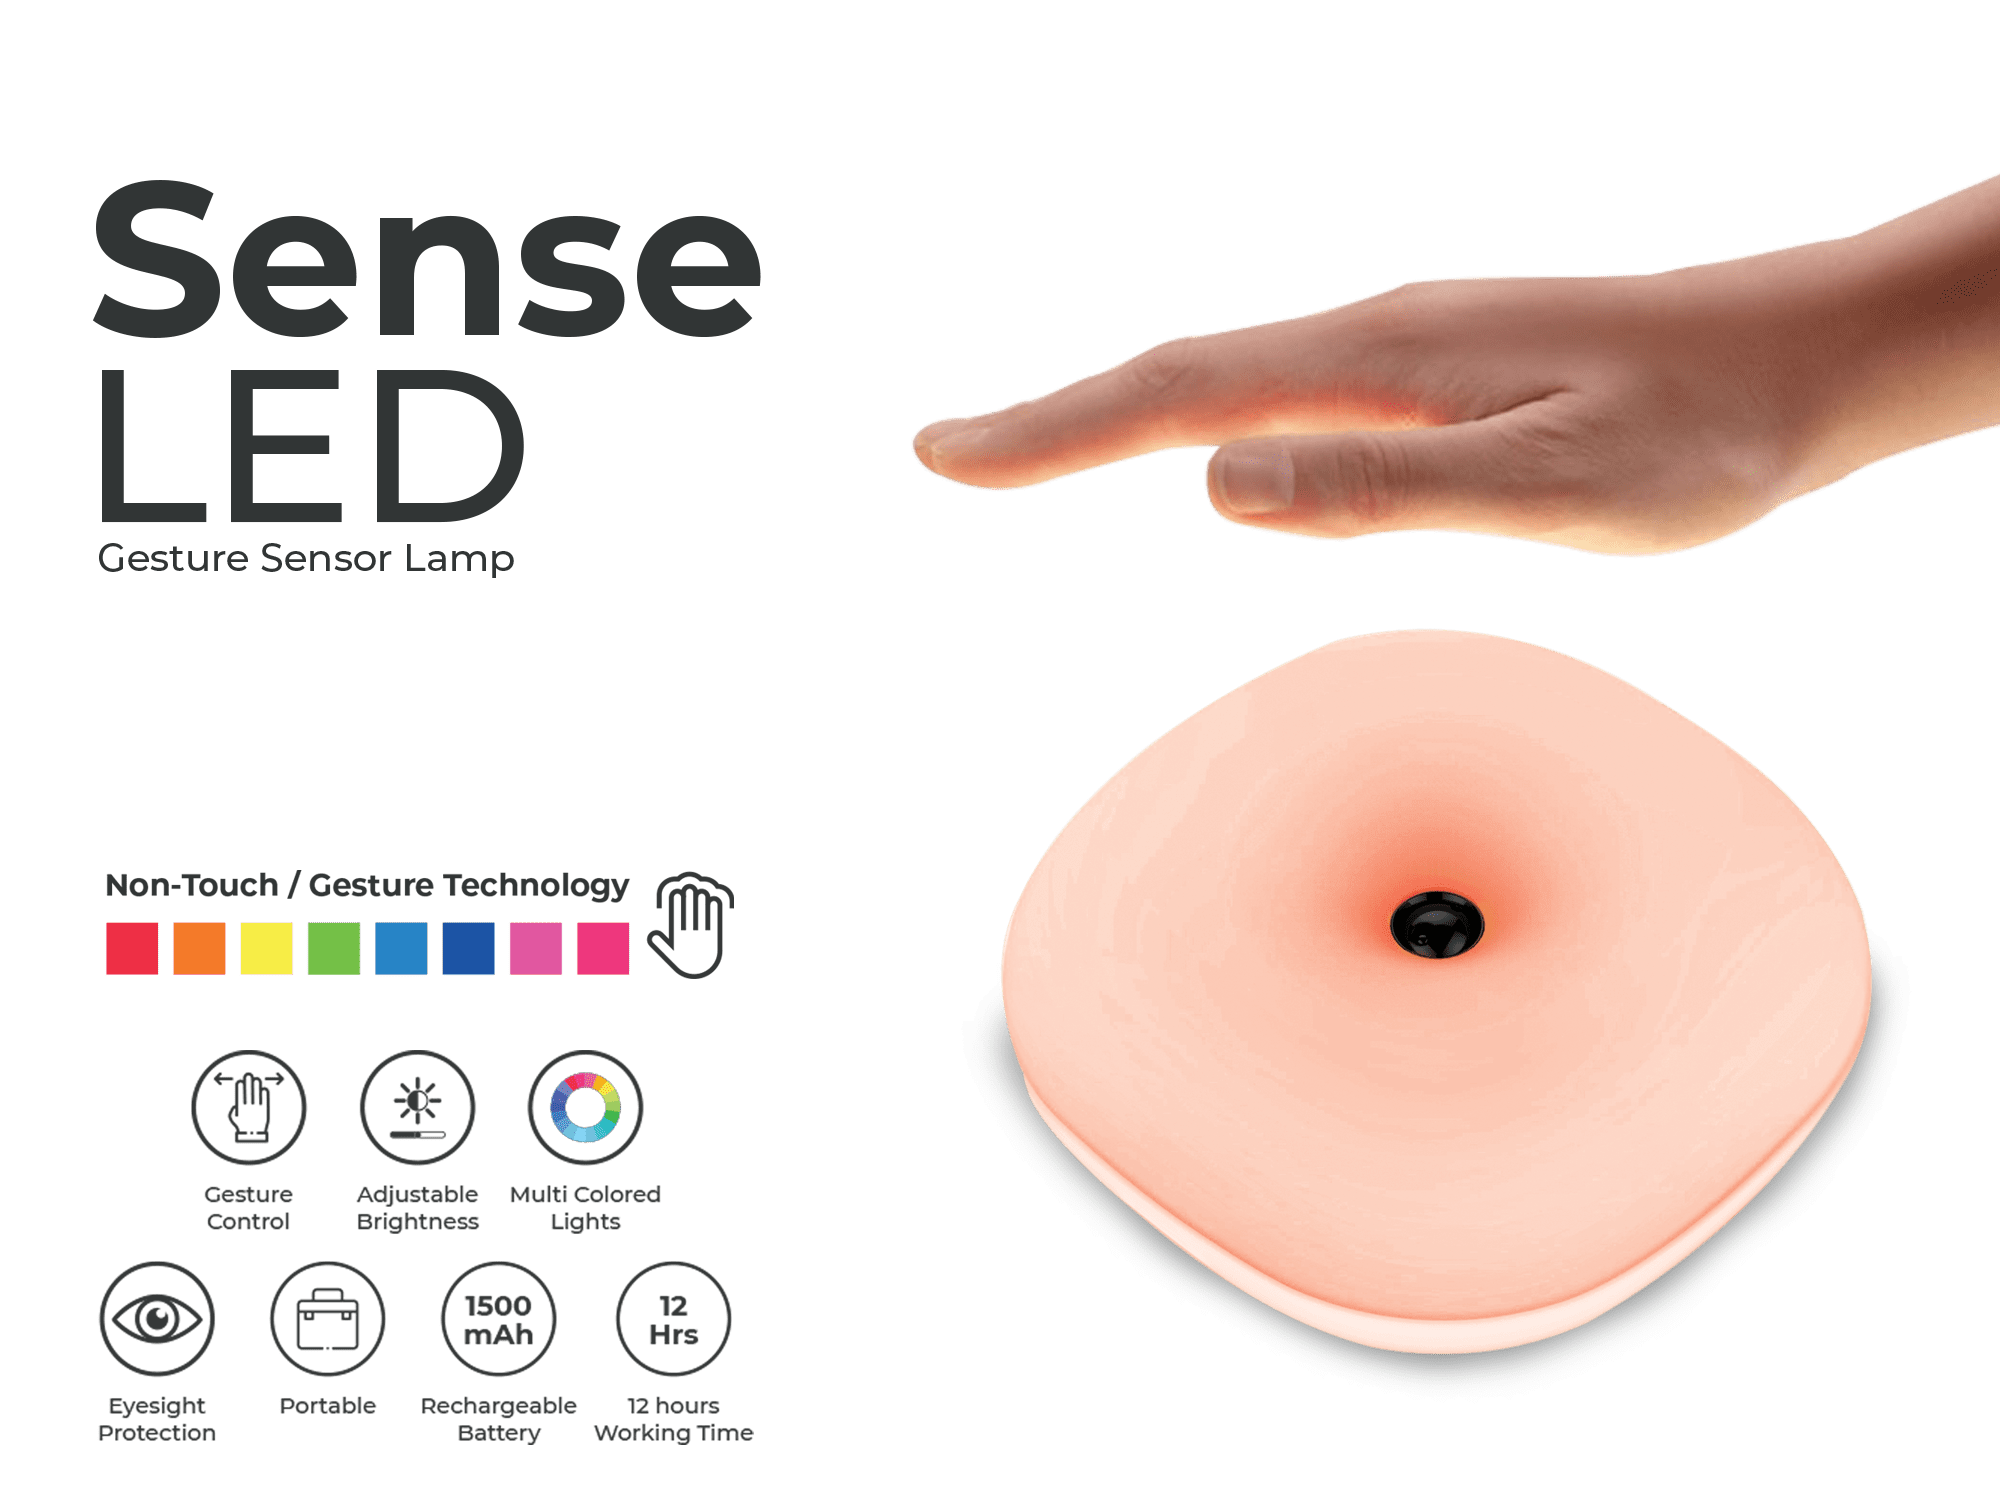 Sense
LED
Gesture Sensor Lamp
Non-Touch / Gesture Technology
Gesture
Control
Adjustable
Brightness
Multi Colored
Lights
Eyesight
Protection
Portable
1500
mAh
Rechargeable
Battery
12
Hrs
12 hours
Working Time